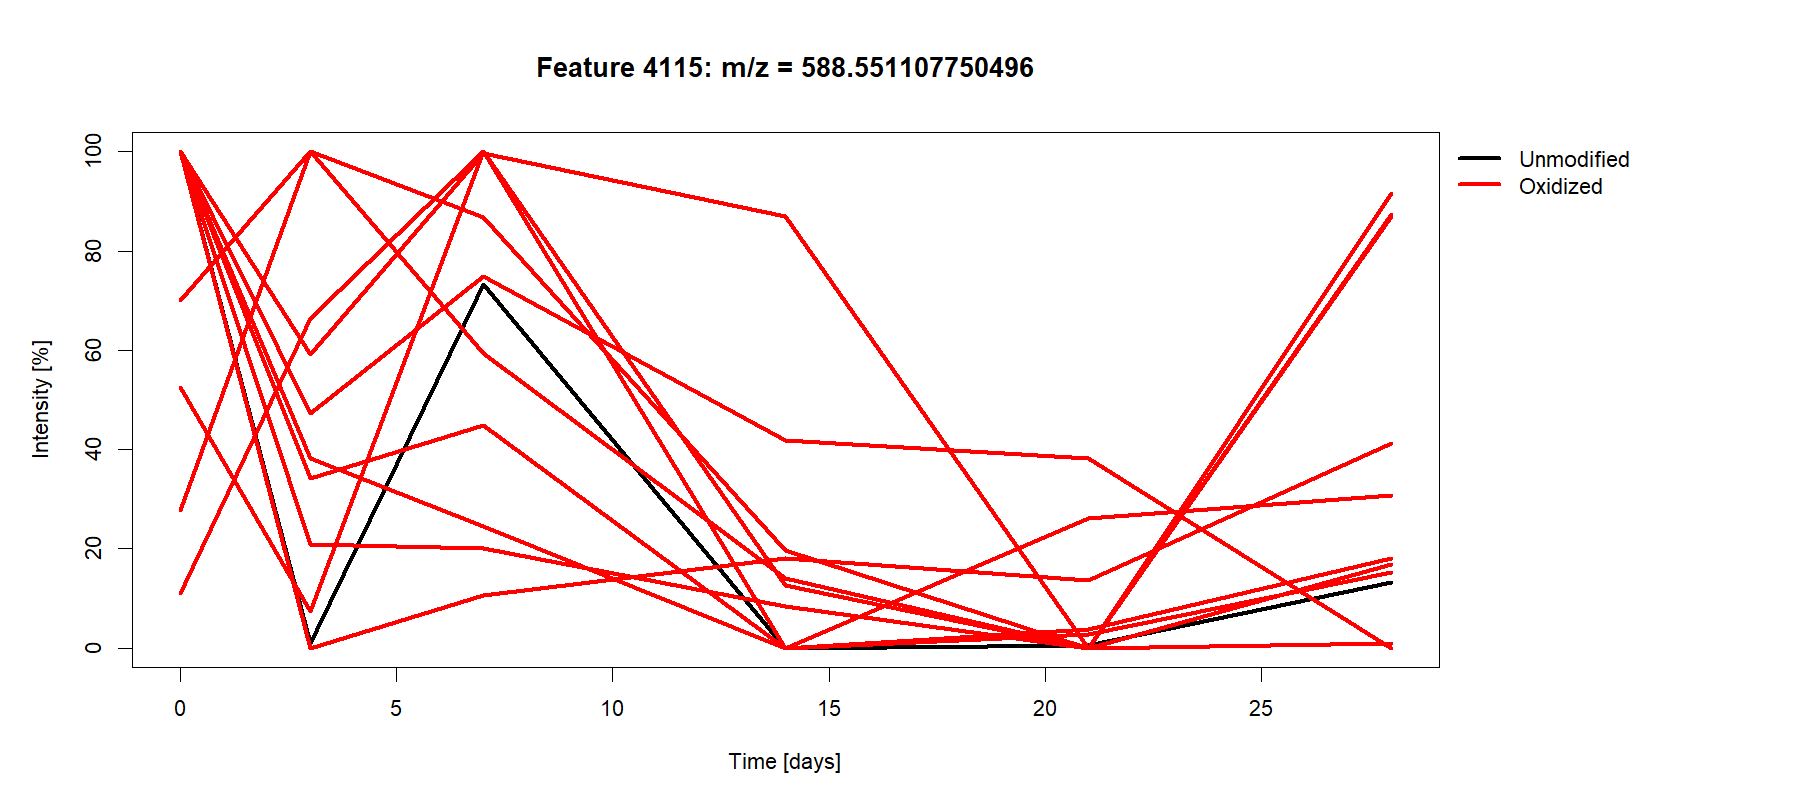 Feature 4115: m/z = 588.551107750496
Unmodified
Oxidized
Intensity [%]
100
80
60
40
20
0
0 5 10 15 20 25
Time [days]